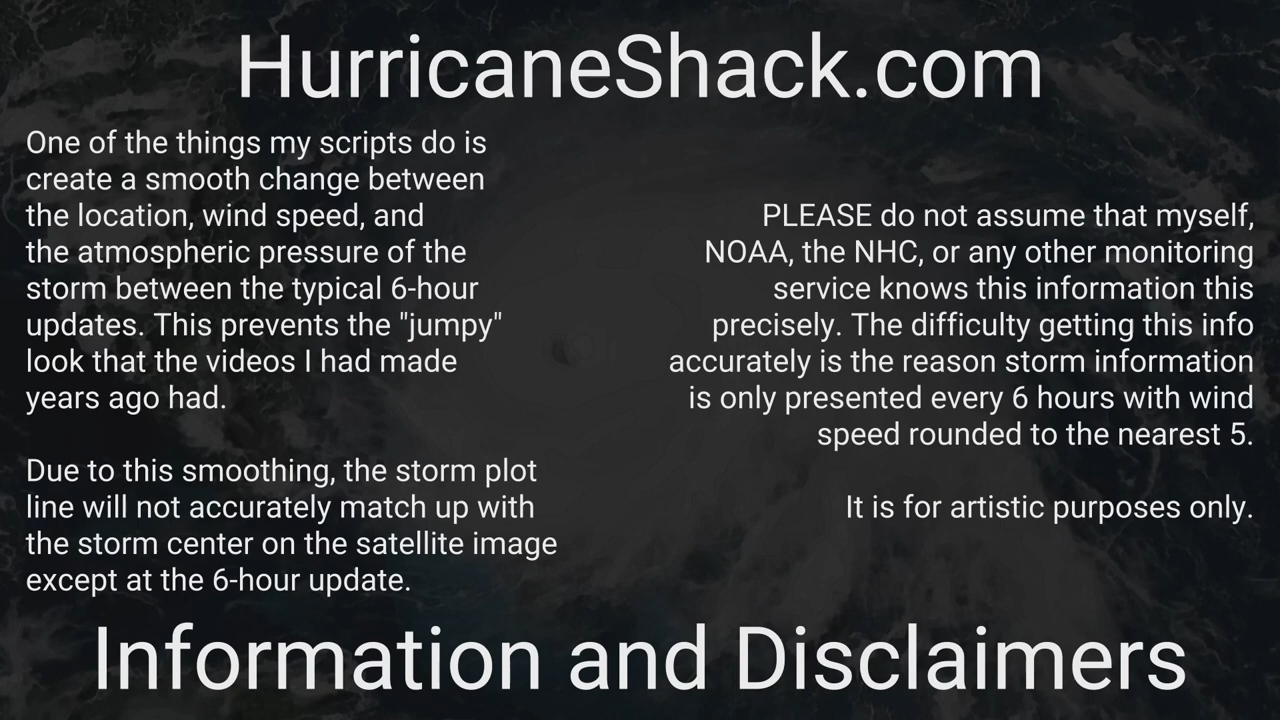 HurricaneShack.com
One of the things my scripts do is
create a smooth change between
the location, wind speed, and
the atmospheric pressure of the
storm between the typical 6-hour
updates. This prevents the "jumpy"
look that the videos I had made
years ago had.
Due to this smoothing, the storm plot
line will not accurately match up with
the storm center on the satellite image
except at the 6-hour update.
PLEASE do not assume that myself,
NOAA, the NHC, or any other monitoring
service knows this information this
precisely. The difficulty getting this info
accurately is the reason storm information
is only presented every 6 hours with wind
speed rounded to the nearest 5.
It is for artistic purposes only.
Information and Disclaimers